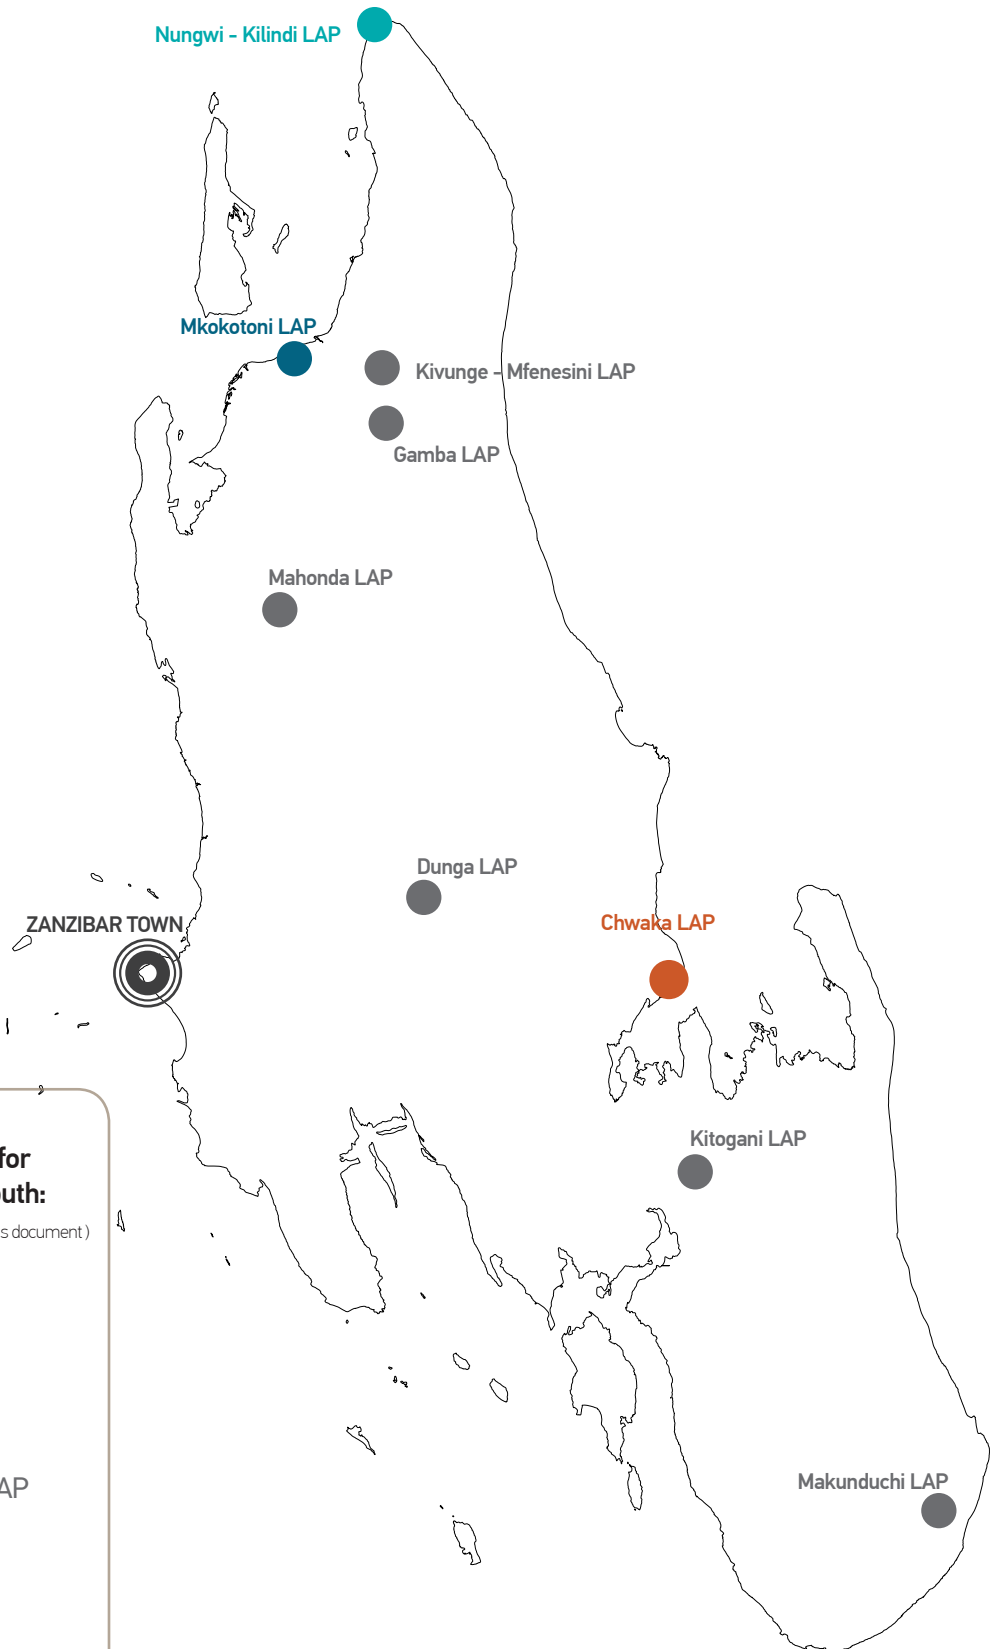 Nungwi - Kilindi LAP
Mkokotoni LAP
Kivunge - Mfenesini LAP
Gamba LAP
Mahonda LAP
Dunga LAP
ZANZIBAR TOWN
Chwaka LAP
Kitogani LAP
for
uth:
s document)
AP
Makunduchi LAP